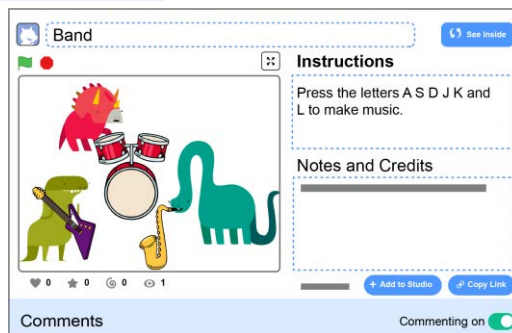 Band
See Inside
Instructions
Press the letters A S D J K and
L to make music.
Notes and Credits
0
0
0
1
+ Add to Studio
Copy Link
Comments
Commenting on